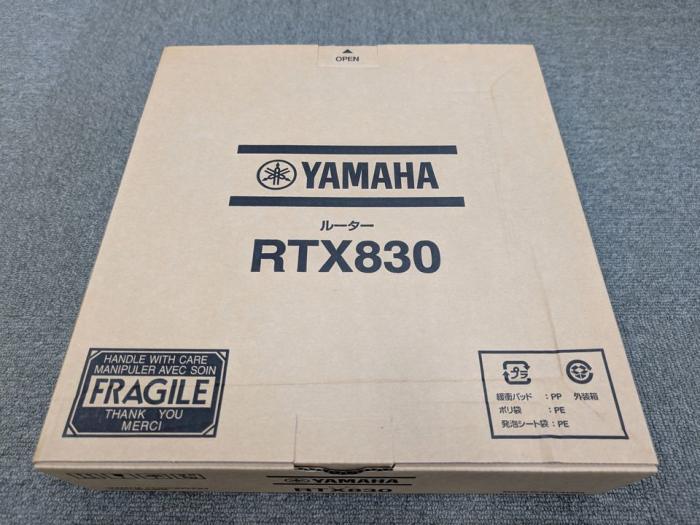 OPEN
YAMAHA
ルーター
RTX830
HANDLE WITH CARE
MANIPULER AVEC SOIN
FRAGILE
THANK YOU
MERCI
プラ
緩衝パッド :PP 外装箱
ポリ袋 :PE
発泡シート袋:PE
YAMAHA
RTX830